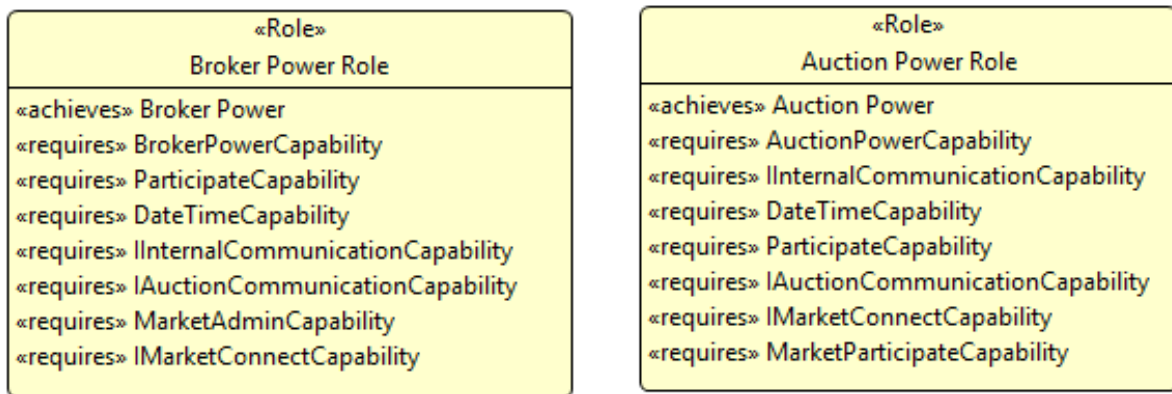 «Role»
Broker Power Role
«achieves» Broker Power
«requires» BrokerPowerCapability
«requires» ParticipateCapability
«requires» DateTimeCapability
«requires» IInternalCommunicationCapability
«requires» IAuctionCommunicationCapability
«requires» MarketAdminCapability
«requires» IMarketConnectCapability
«Role»
Auction Power Role
«achieves» Auction Power
«requires» AuctionPowerCapability
«requires» IInternalCommunicationCapability
«requires» DateTimeCapability
«requires» ParticipateCapability
«requires» IAuctionCommunicationCapability
«requires» IMarketConnectCapability
«requires» MarketParticipateCapability